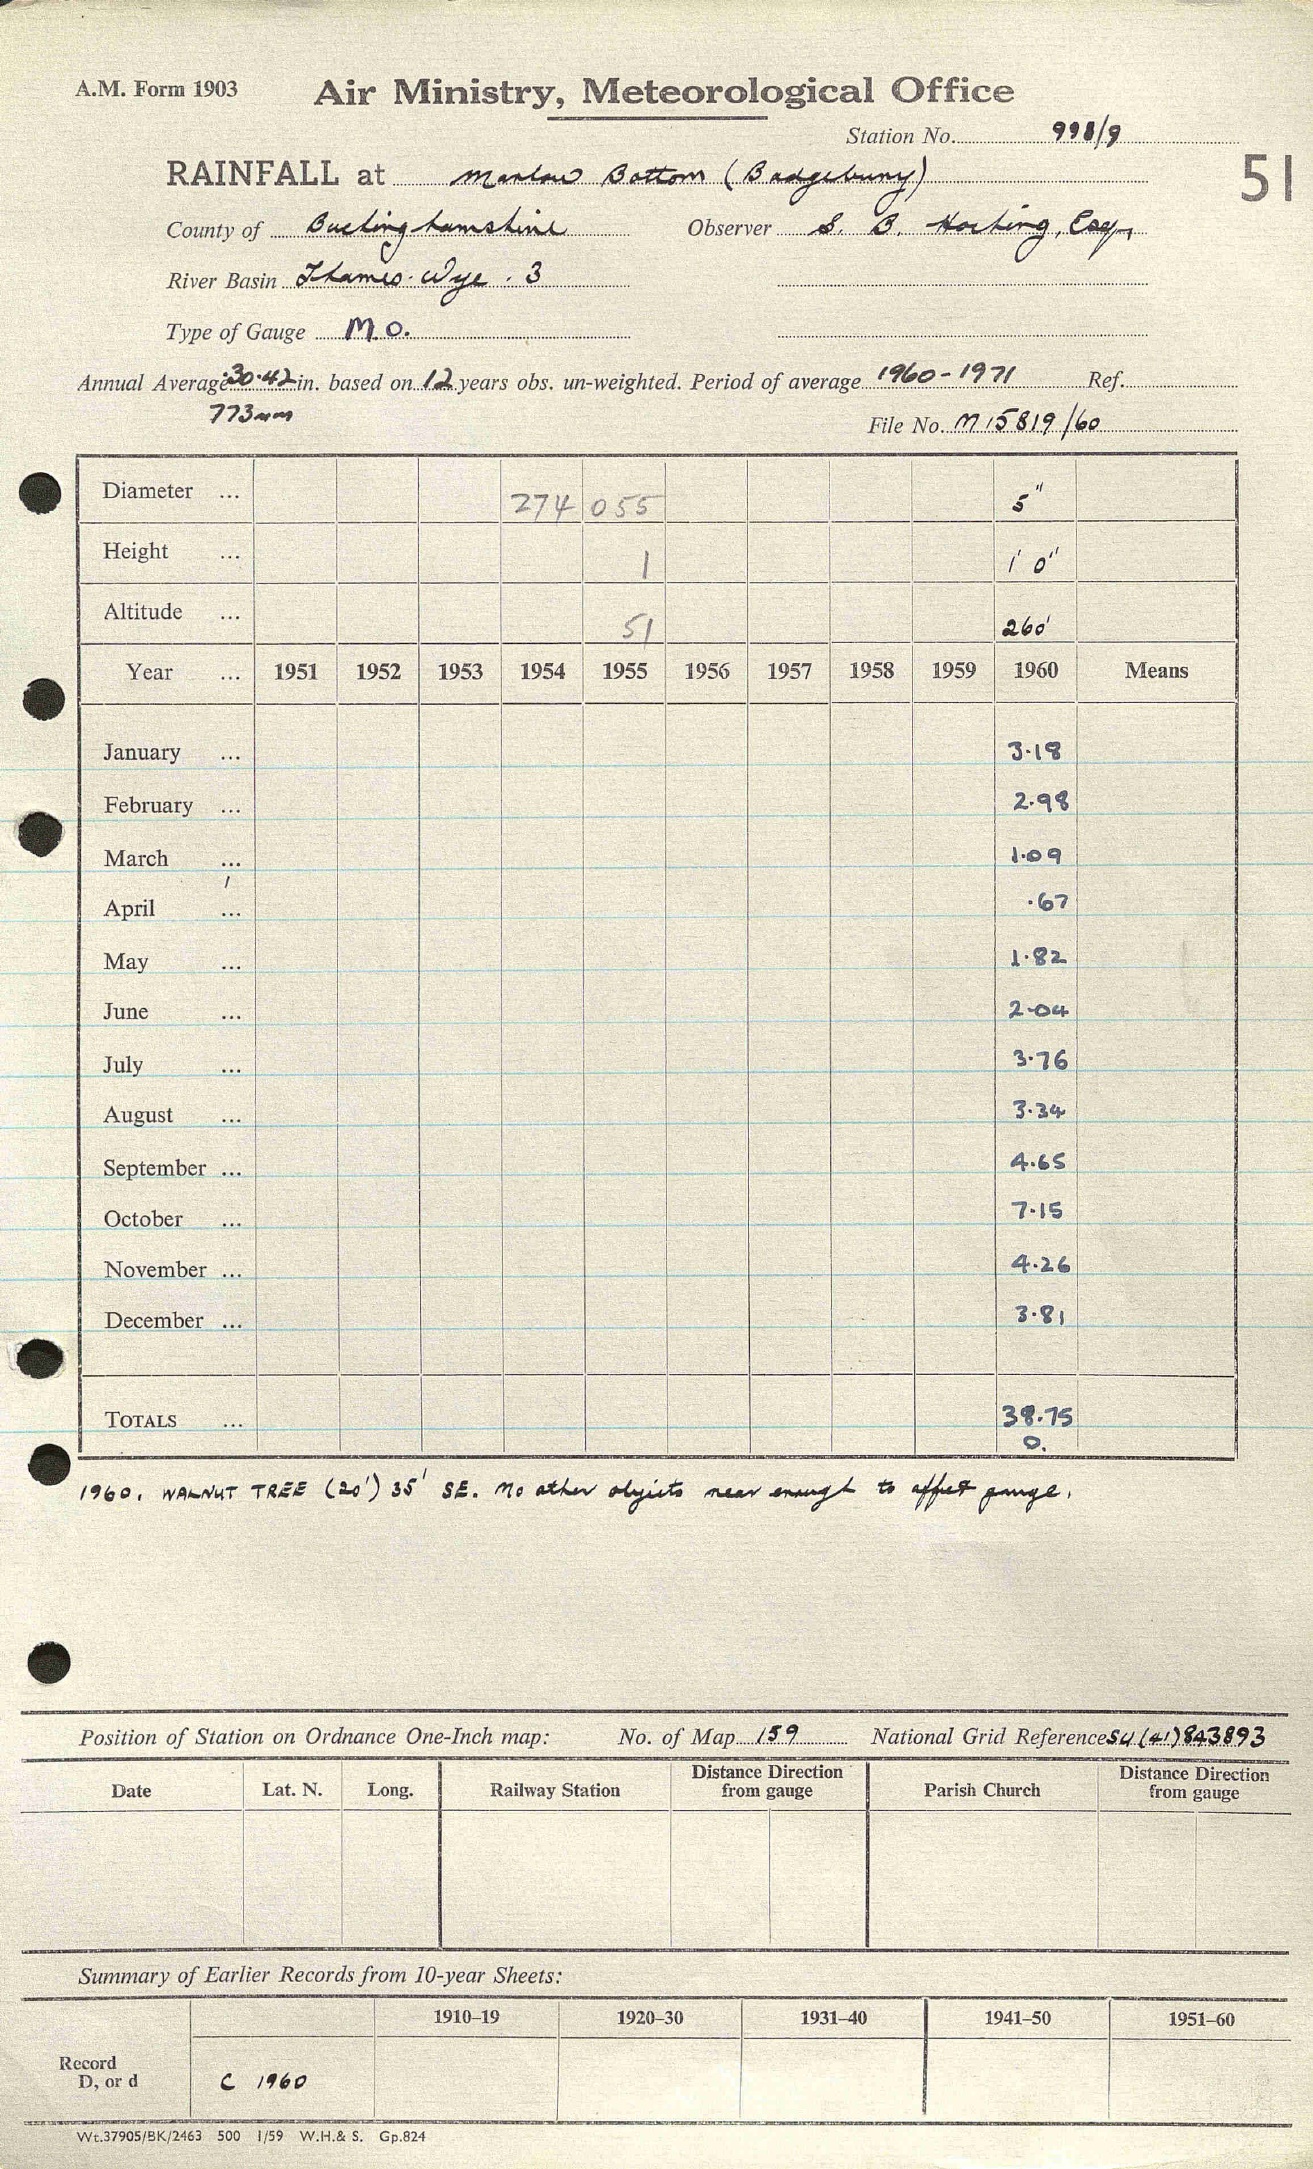 A.M. Form 1903 Air Ministry, Meteorological Office
Station No. 998/9
51
RAINFALL at Marlow Bottom (Badgebury)
County of Buckinghamshire Observer S. B. Hocking, Esq.,
River Basin Thames. Wye . 3
Type of Gauge M.O.
Annual Average 30.42 in. based on 12 years obs. un-weighted. Period of average 1960-1971 Ref.
773mm
File No. M15819/60
Diameter ... 274 055 5"
Height ... 1 1' 0"
Altitude ... 51 260'
Year ... 1951 1952 1953 1954 1955 1956 1957 1958 1959 1960 Means
January ... 3.18
February ... 2.98
March ... 1.09
April ... .67
May ... 1.82
June ... 2.04
July ... 3.76
August ... 3.34
September ... 4.65
October ... 7.15
November ... 4.26
December ... 3.81
TOTALS ... 38.75
0.
1960. WALNUT TREE (20') 35' SE. No other objects near enough to affect gauge.
Position of Station on Ordnance One-Inch map: No. of Map 159 National Grid Reference SU (41) 843893
Date Lat. N. Long. Railway Station Distance Direction from gauge Parish Church Distance Direction from gauge
Summary of Earlier Records from 10-year Sheets:
1910–19 1920–30 1931–40 1941–50 1951–60
Record
D, or d C 1960
Wt.37905/BK/2463 500 1/59 W.H.& S. Gp.824